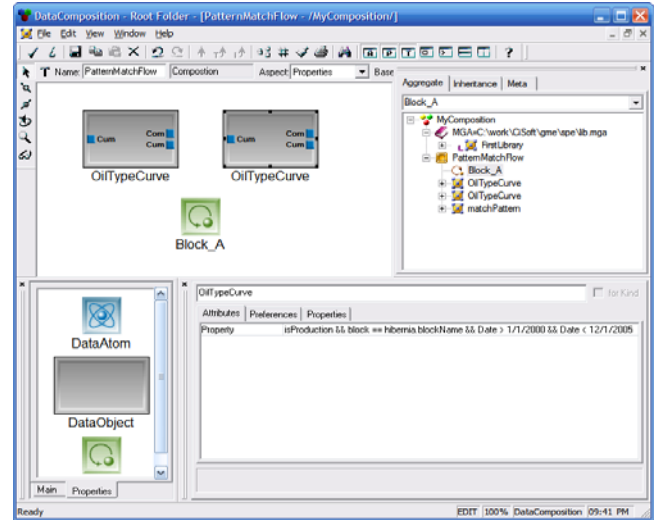 DataComposition - Root Folder - [PatternMatchFlow - /MyComposition/]
File Edit View Window Help
T Name: PatternMatchFlow Compostion Aspect: Properties Base
Aggregate Inheritance Meta
Block_A
MyComposition
MGA=C:\work\CiSoft\gme\spe\lib.mga
FirstLibrary
PatternMatchFlow
Block_A
OilTypeCurve
OilTypeCurve
matchPattern
Cum Com Cum
Cum Com Cum
OilTypeCurve OilTypeCurve
Block_A
DataAtom
DataObject
Main Properties
OilTypeCurve for Kind
Attributes Preferences Properties
Property isProduction && block == hibernia.blockName && Date > 1/1/2000 && Date < 12/1/2005
Ready EDIT 100% DataComposition 09:41 PM